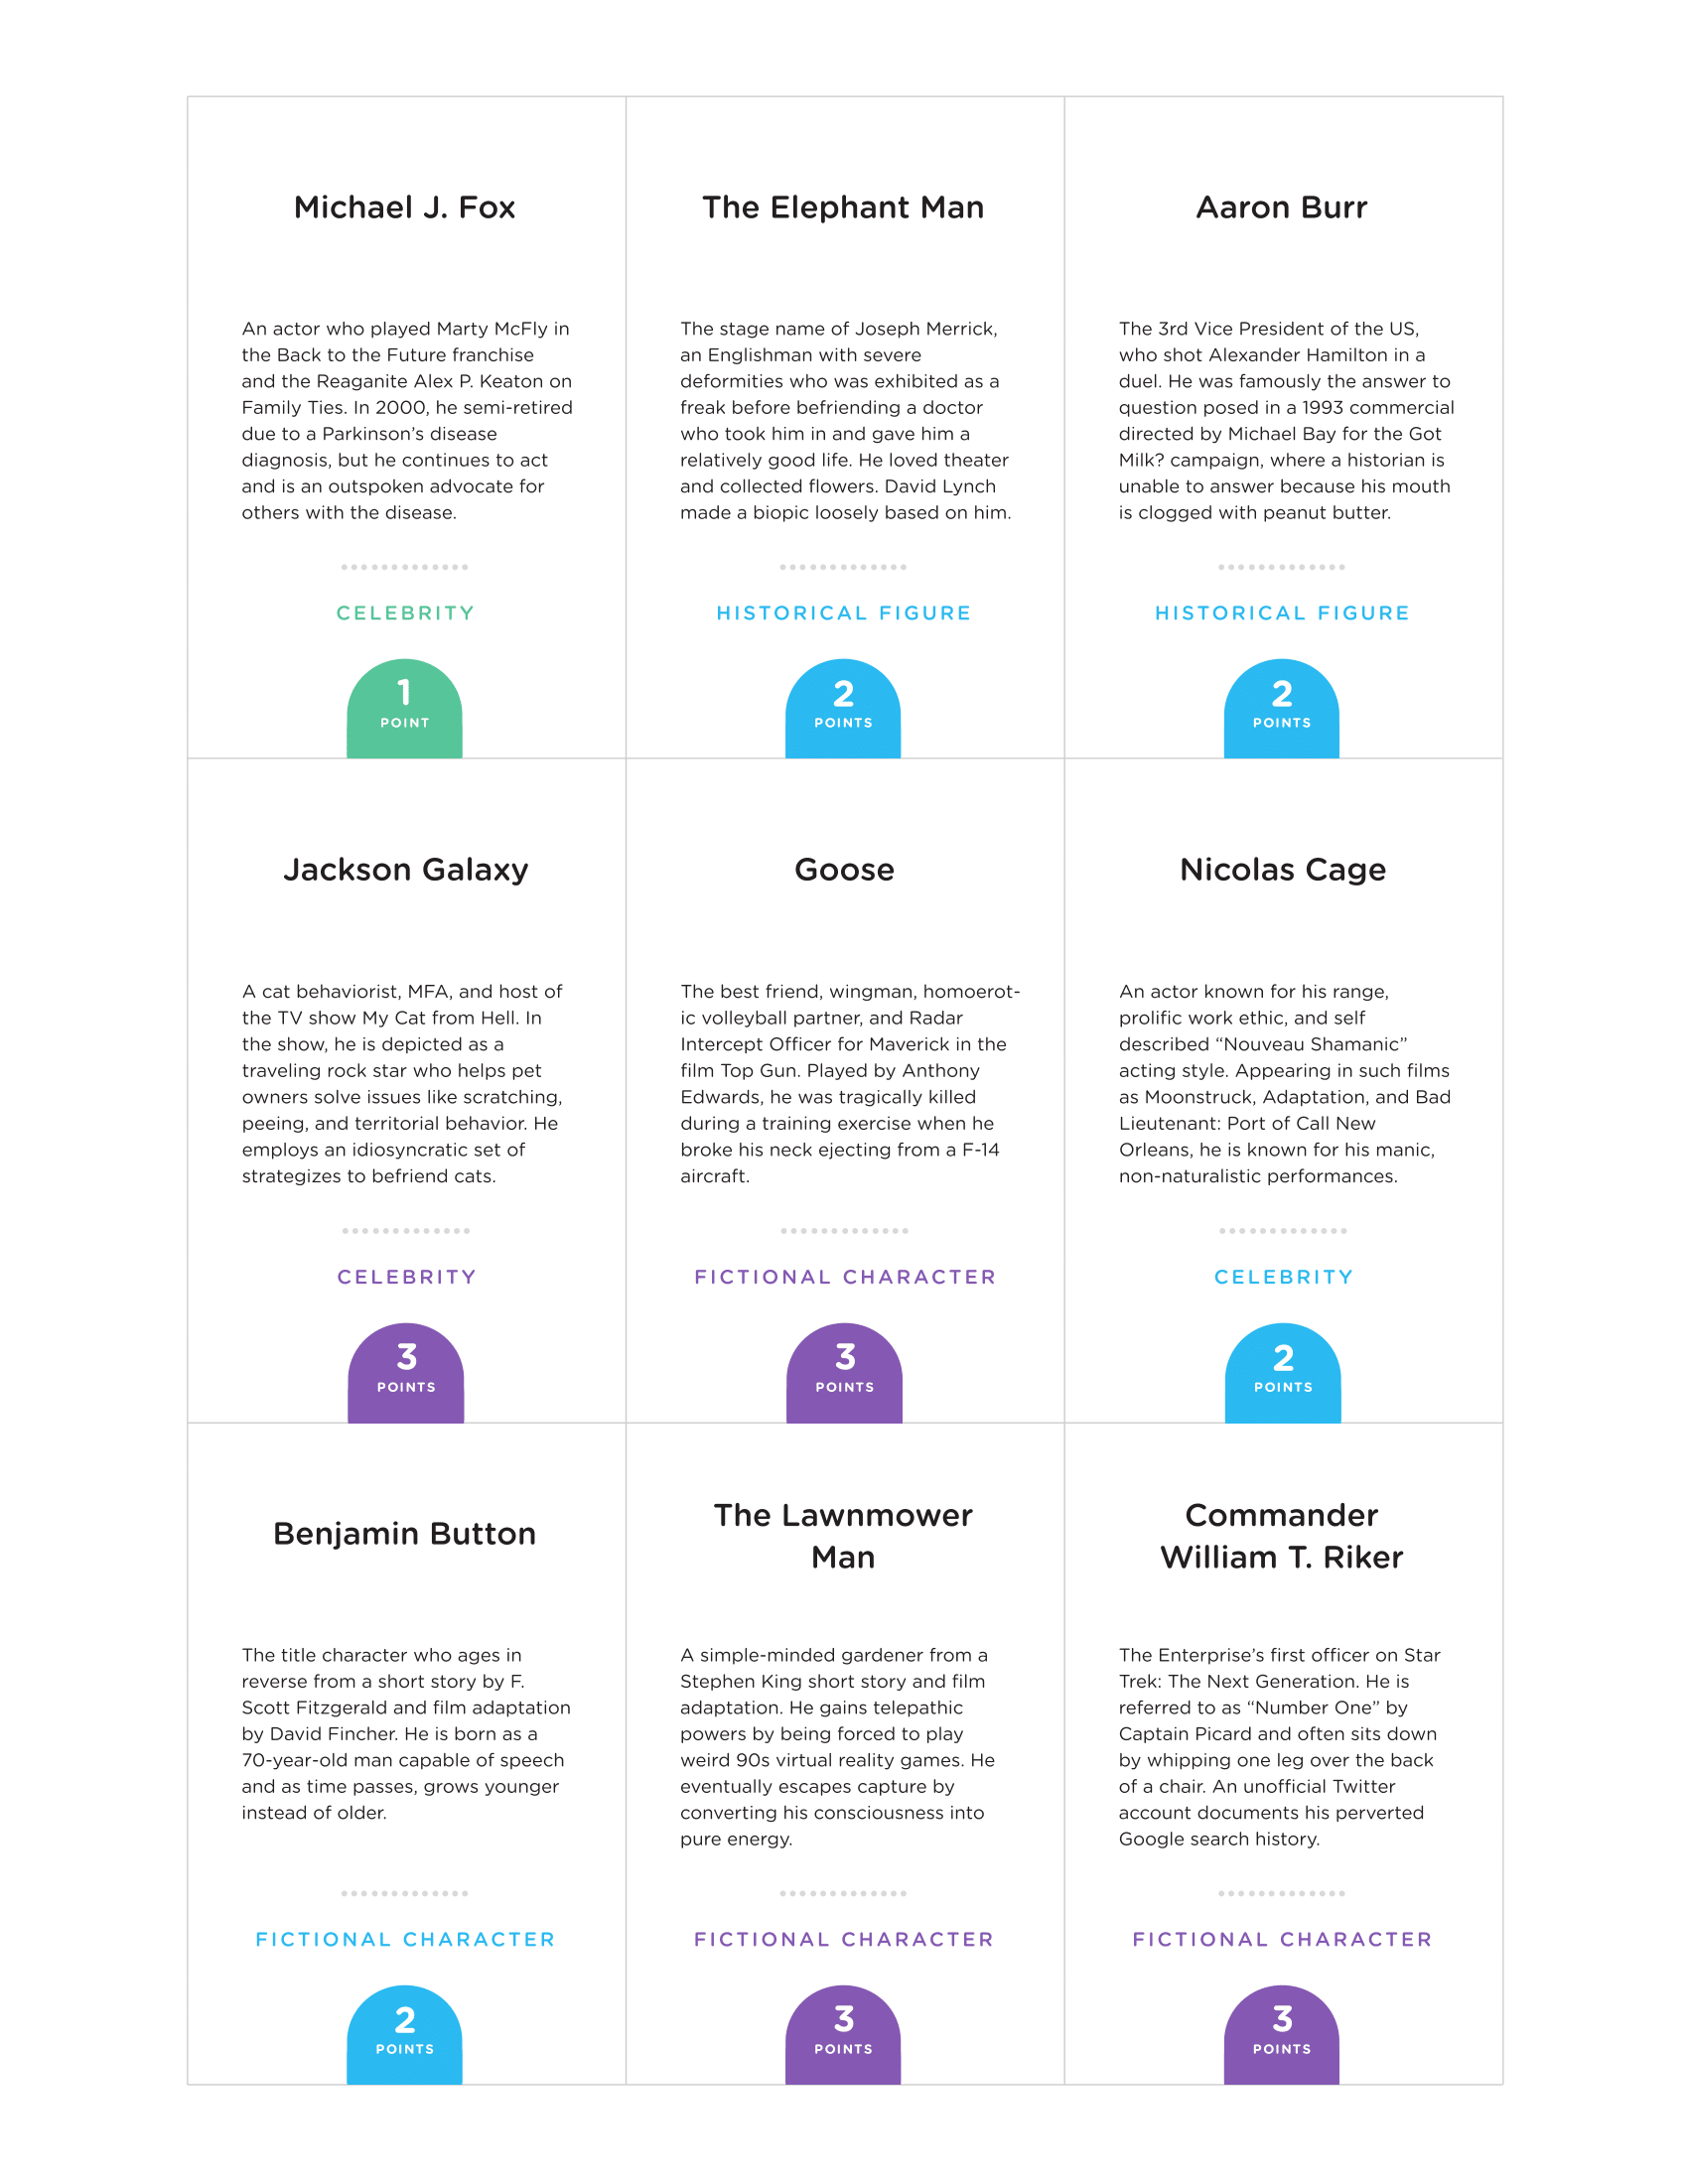 Michael J. Fox
An actor who played Marty McFly in
the Back to the Future franchise
and the Reaganite Alex P. Keaton on
Family Ties. In 2000, he semi-retired
due to a Parkinson’s disease
diagnosis, but he continues to act
and is an outspoken advocate for
others with the disease.
CELEBRITY
1
POINT
The Elephant Man
The stage name of Joseph Merrick,
an Englishman with severe
deformities who was exhibited as a
freak before befriending a doctor
who took him in and gave him a
relatively good life. He loved theater
and collected flowers. David Lynch
made a biopic loosely based on him.
HISTORICAL FIGURE
2
POINTS
Aaron Burr
The 3rd Vice President of the US,
who shot Alexander Hamilton in a
duel. He was famously the answer to
question posed in a 1993 commercial
directed by Michael Bay for the Got
Milk? campaign, where a historian is
unable to answer because his mouth
is clogged with peanut butter.
HISTORICAL FIGURE
2
POINTS
Jackson Galaxy
A cat behaviorist, MFA, and host of
the TV show My Cat from Hell. In
the show, he is depicted as a
traveling rock star who helps pet
owners solve issues like scratching,
peeing, and territorial behavior. He
employs an idiosyncratic set of
strategizes to befriend cats.
CELEBRITY
3
POINTS
Goose
The best friend, wingman, homoerot-
ic volleyball partner, and Radar
Intercept Officer for Maverick in the
film Top Gun. Played by Anthony
Edwards, he was tragically killed
during a training exercise when he
broke his neck ejecting from a F-14
aircraft.
FICTIONAL CHARACTER
3
POINTS
Nicolas Cage
An actor known for his range,
prolific work ethic, and self
described “Nouveau Shamanic”
acting style. Appearing in such films
as Moonstruck, Adaptation, and Bad
Lieutenant: Port of Call New
Orleans, he is known for his manic,
non-naturalistic performances.
CELEBRITY
2
POINTS
Benjamin Button
The title character who ages in
reverse from a short story by F.
Scott Fitzgerald and film adaptation
by David Fincher. He is born as a
70-year-old man capable of speech
and as time passes, grows younger
instead of older.
FICTIONAL CHARACTER
2
POINTS
The Lawnmower
Man
A simple-minded gardener from a
Stephen King short story and film
adaptation. He gains telepathic
powers by being forced to play
weird 90s virtual reality games. He
eventually escapes capture by
converting his consciousness into
pure energy.
FICTIONAL CHARACTER
3
POINTS
Commander
William T. Riker
The Enterprise’s first officer on Star
Trek: The Next Generation. He is
referred to as “Number One” by
Captain Picard and often sits down
by whipping one leg over the back
of a chair. An unofficial Twitter
account documents his perverted
Google search history.
FICTIONAL CHARACTER
3
POINTS